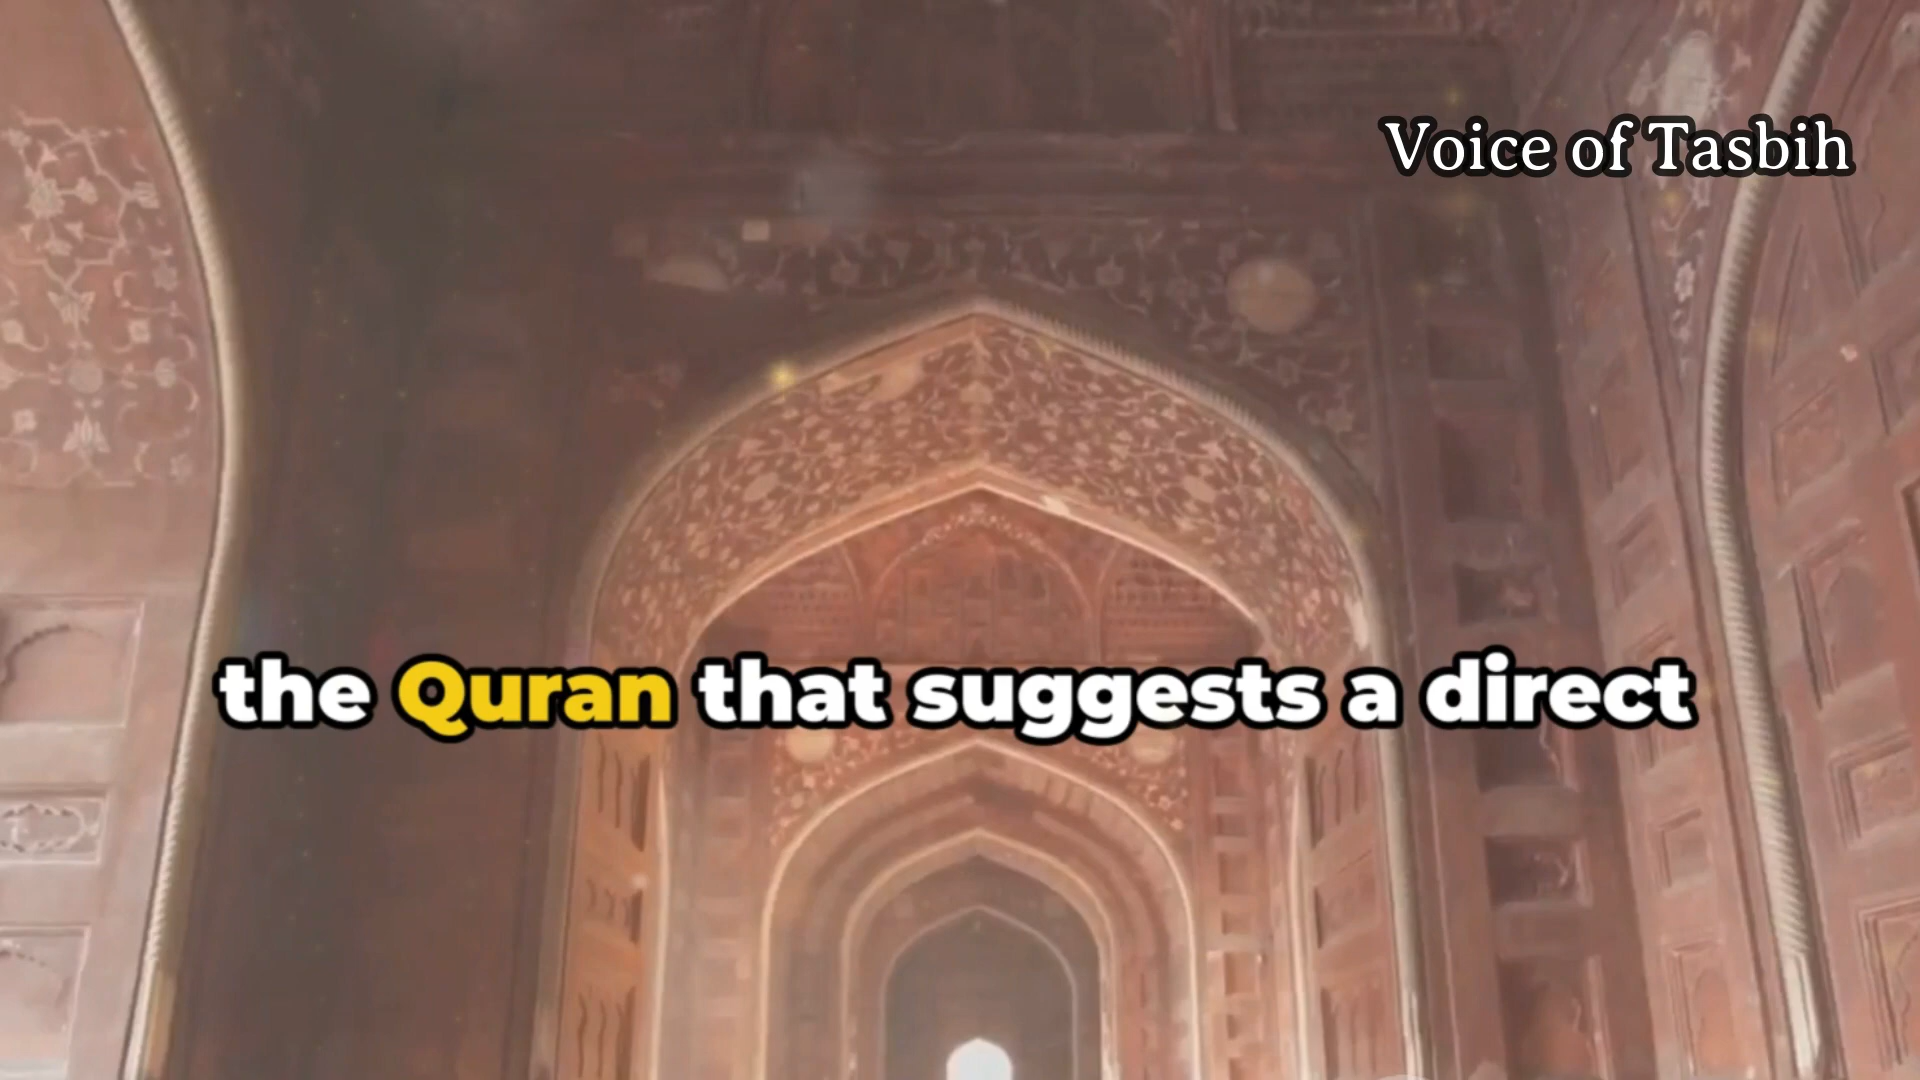 Voice of Tasbih
the Quran that suggests a direct